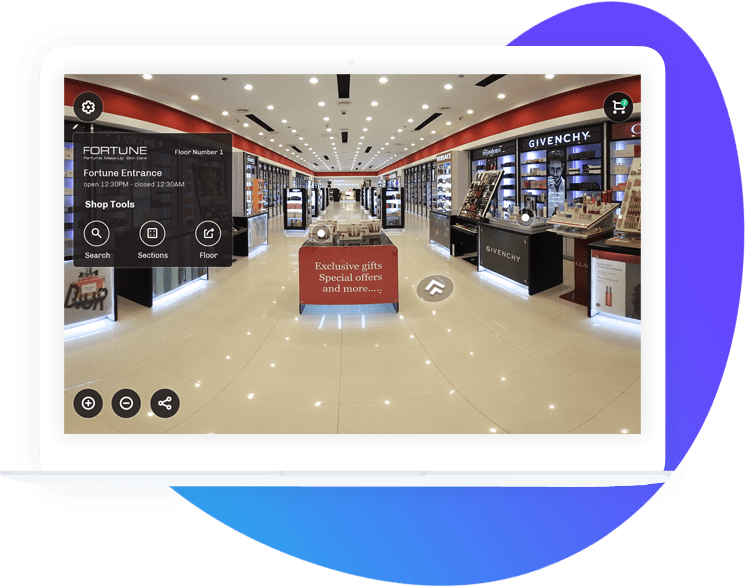 FORTUNE
Perfume, Make-Up, Skin Care
Floor Number 1
Fortune Entrance
open 12:30PM - closed 12:30AM
Shop Tools
Search
Sections
Floor
2
VERSACE
GIVENCHY
GIVENCHY
Exclusive gifts
Special offers
and more....,
DIOR